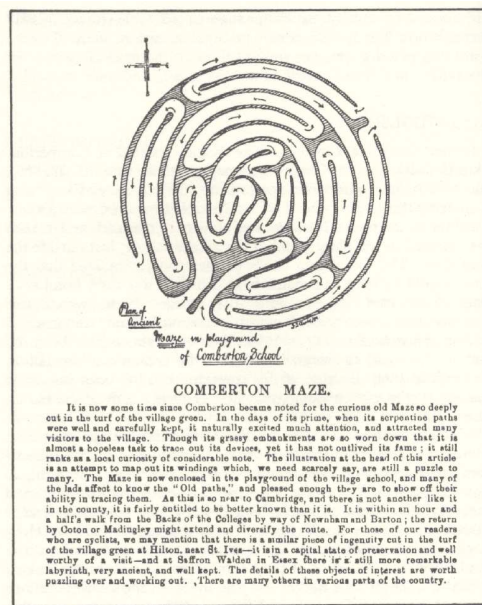 Plan of
Ancient
Maze in playground
of Comberton School
COMBERTON MAZE.
It is now some time since Comberton became noted for the curious old Maze so deeply
cut in the turf of the village green. In the days of its prime, when its serpentine paths
were well and carefully kept, it naturally excited much attention, and attracted many
visitors to the village. Though its grassy embankments are so worn down that it is
almost a hopeless task to trace out its devices, yet it has not outlived its fame; it still
ranks as a local curiosity of considerable note. The illustration at the head of this article
is an attempt to map out its windings which, we need scarcely say, are still a puzzle to
many. The Maze is now enclosed in the playground of the village school, and many of
the lads affect to know the "Old paths," and pleased enough they are to show off their
ability in tracing them. As this is so near to Cambridge, and there is not another like it
in the county, it is fairly entitled to be better known than it is. It is within an hour and
a half's walk from the Backs of the Colleges by way of Newnham and Barton; the return
by Coton or Madingley might extend and diversify the route. For those of our readers
who are cyclists, we may mention that there is a similar piece of ingenuity cut in the turf
of the village green at Hilton, near St. Ives—it is in a capital state of preservation and well
worthy of a visit—and at Saffron Walden in Essex there is a still more remarkable
labyrinth, very ancient, and well kept. The details of these objects of interest are worth
puzzling over and working out. There are many others in various parts of the country.